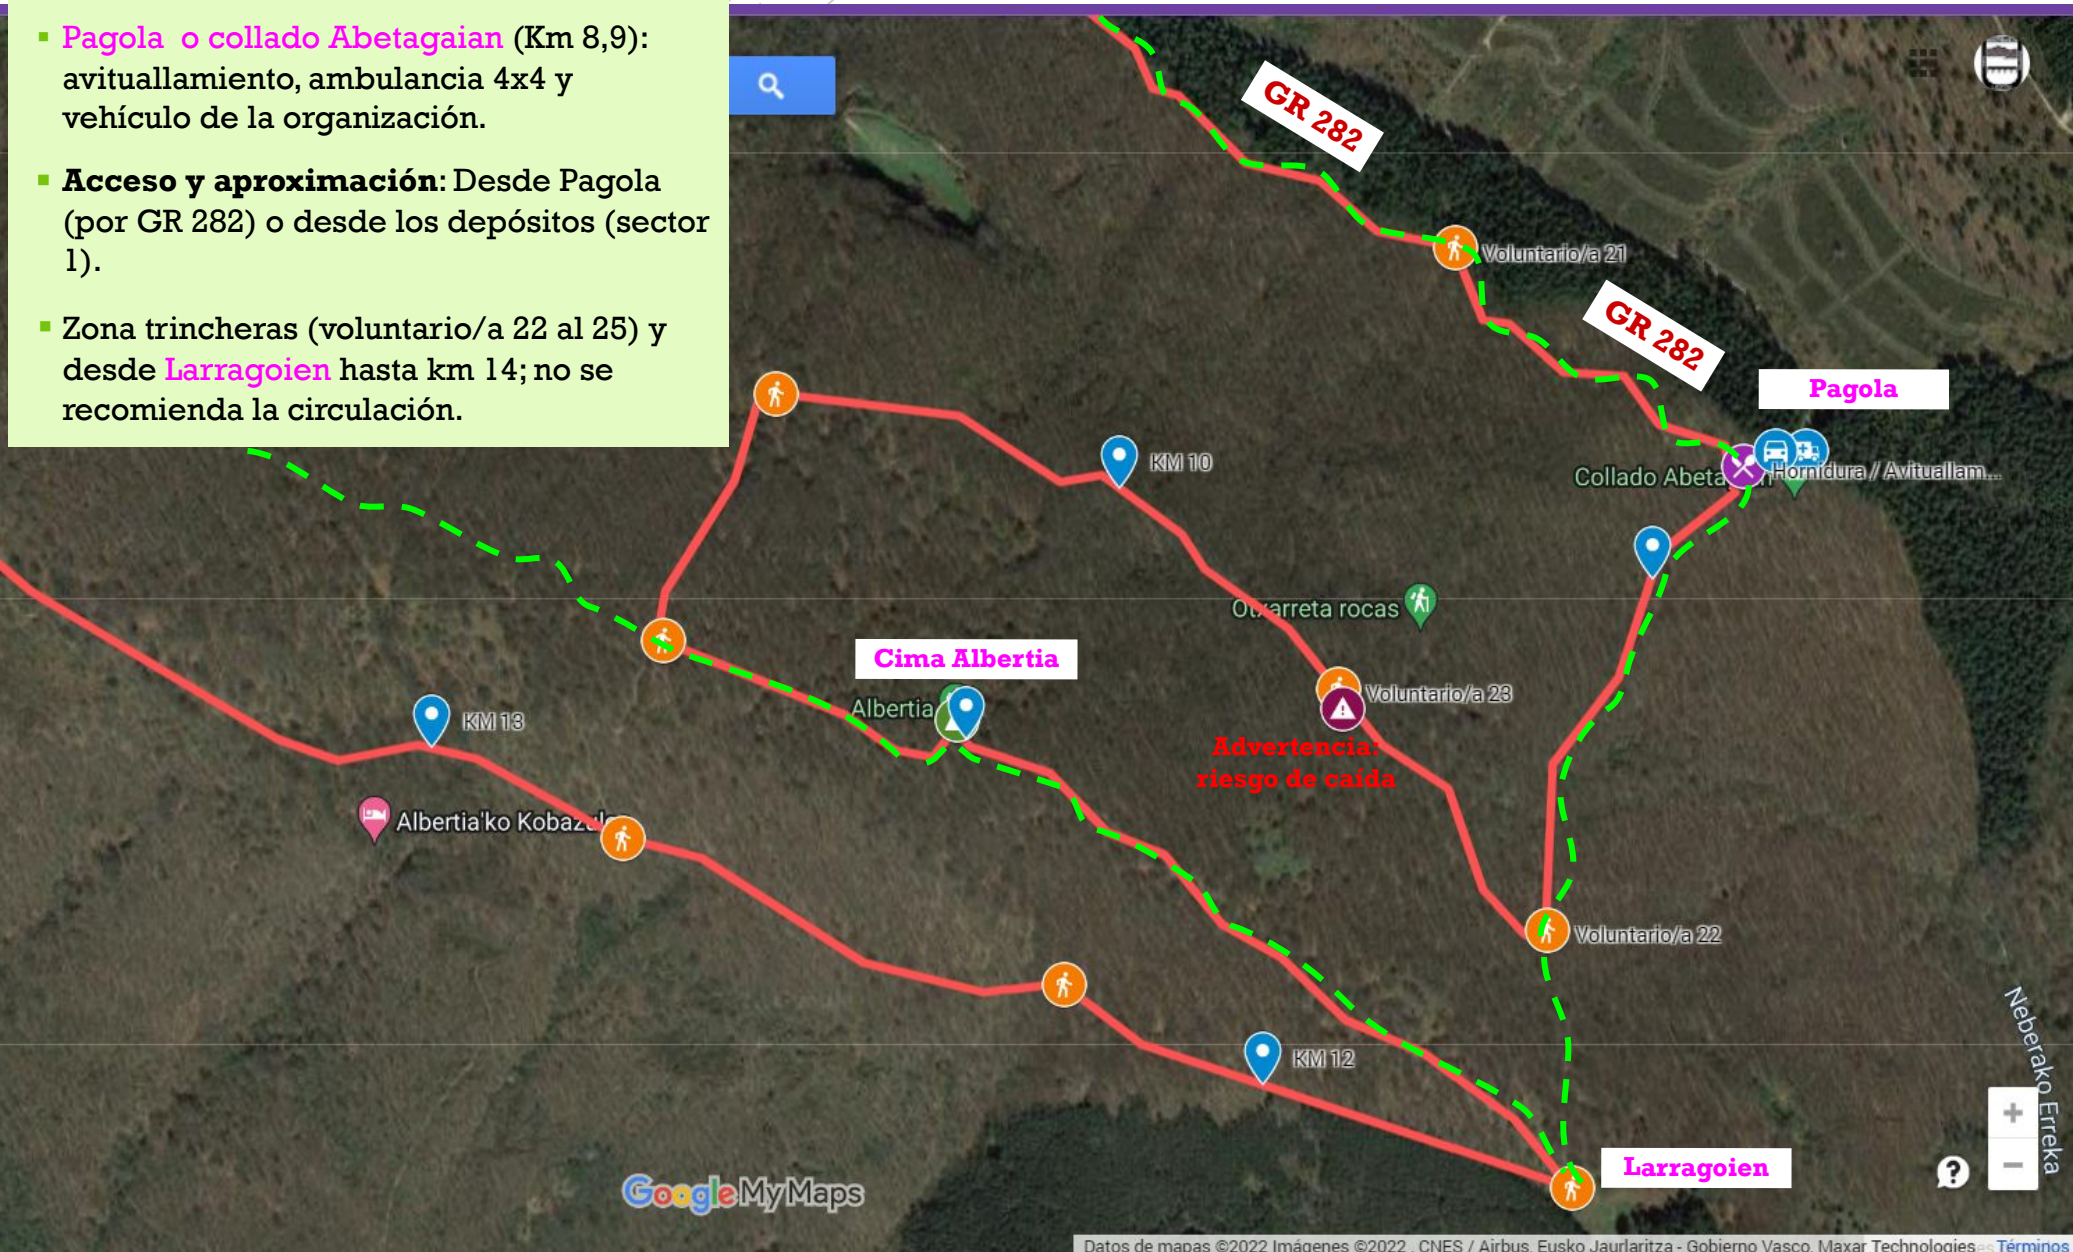 Pagola o collado Abetagaian (Km 8,9):
avituallamiento, ambulancia 4x4 y
vehículo de la organización.
Acceso y aproximación: Desde Pagola
(por GR 282) o desde los depósitos (sector
1).
Zona trincheras (voluntario/a 22 al 25) y
desde Larragoien hasta km 14; no se
recomienda la circulación.
GR 282
Voluntario/a 21
GR 282
Pagola
KM 10
Collado
Hornidura / Avituallam...
Otxarreta rocas
Cima Albertia
Albertia
Voluntario/a 23
KM 13
Advertencia:
riesgo de caída
Albertia'ko
Voluntario/a 22
KM 12
Neberako Erreka
Larragoien
Google My Maps
Datos de mapas ©2022 Imágenes ©2022 , CNES / Airbus, Eusko Jaurlaritza - Gobierno Vasco, Maxar Technologies
Términos